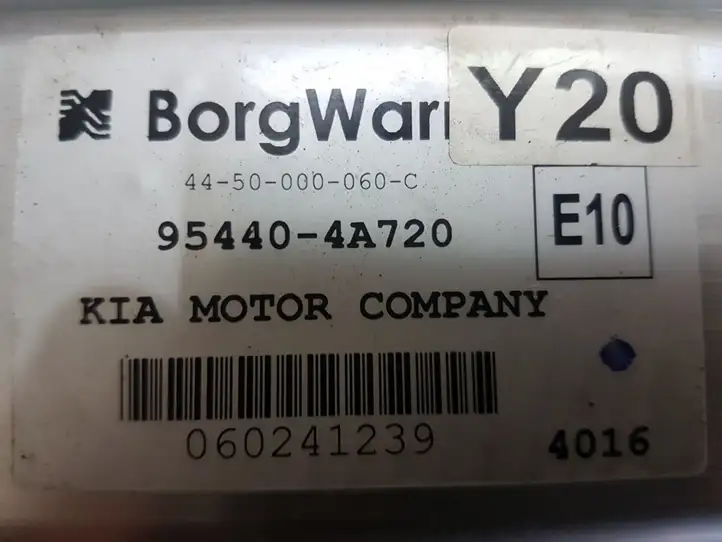 BorgWar
Y20
44-50-000-060-C
95440-4A720
E10
KIA MOTOR COMPANY
060241239
4016